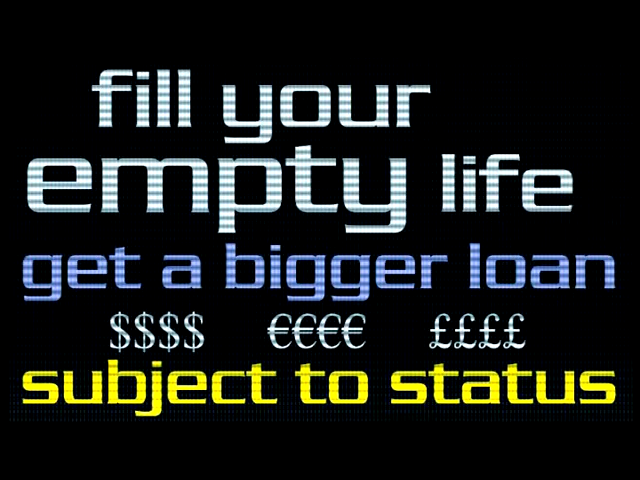 fill your
empty life
get a bigger loan
$$$$ €€€€ ££££
subject to status